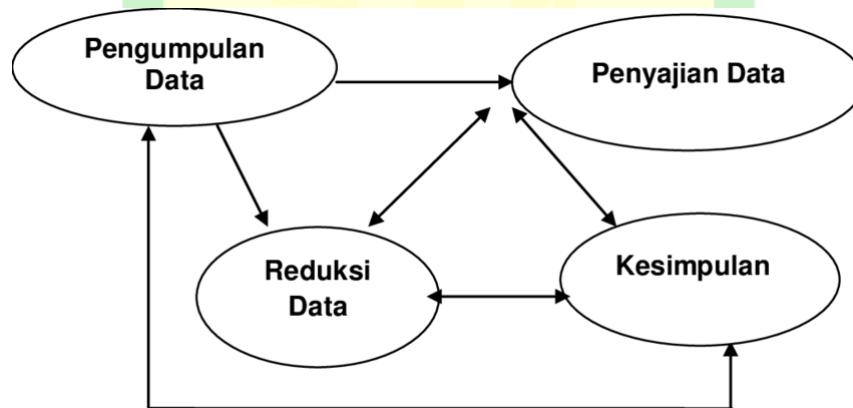 Pengumpulan
Data
Penyajian Data
Reduksi
Data
Kesimpulan